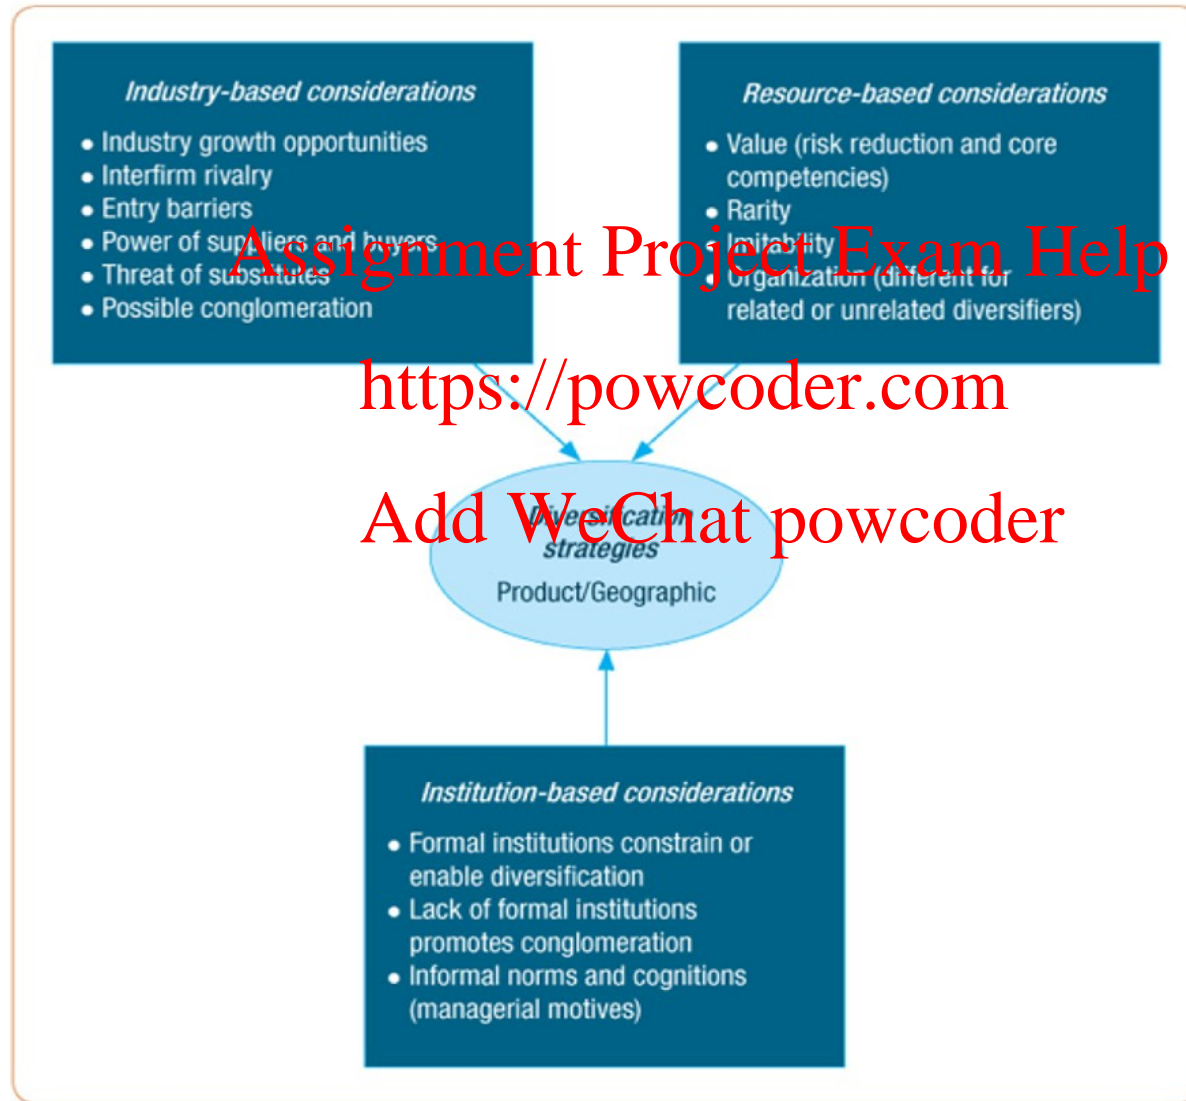 Industry-based considerations
• Industry growth opportunities
• Interfirm rivalry
• Entry barriers
• Power of suppliers and buyers
• Threat of substitutes
• Possible conglomeration
Resource-based considerations
• Value (risk reduction and core
competencies)
• Rarity
• Imitability
• Organization (different for
related or unrelated diversifiers)
Assignment Project Exam Help
https://powcoder.com
Add WeChat powcoder
Diversification
strategies
Product/Geographic
Institution-based considerations
• Formal institutions constrain or
enable diversification
• Lack of formal institutions
promotes conglomeration
• Informal norms and cognitions
(managerial motives)